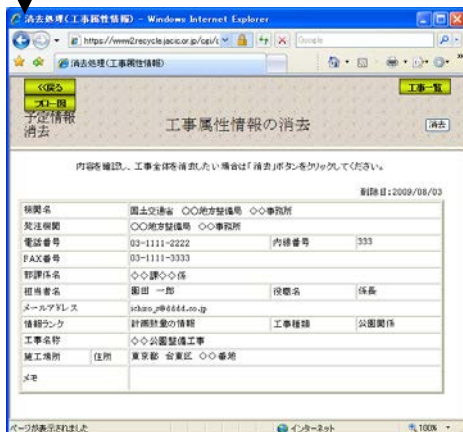 消去処理(工事属性情報) - Windows Internet Explorer
https://www2.recycle.jacic.or.jp/cgi/c
Google
消去処理(工事属性情報)
<<戻る
フロー図
工事一覧
予定情報
消去
工事属性情報の消去
消去
内容を確認し、工事全体を消去したい場合は「消去」ボタンをクリックしてください。
削除日:2009/08/03
機関名 国土交通省 〇〇地方整備局 ◇◇事務所
発注機関 〇〇地方整備局 ◇◇事務所
電話番号 03-1111-2222 内線番号 333
FAX番号 03-1111-3333
部課係名 ◇◇課◇◇係
担当者名 園田 一郎 役職名 係長
メールアドレス
情報ランク 計画数量の情報 工事種類 公園関係
工事名称 ◇◇公園整備工事
施工場所 住所 東京都 台東区 〇〇番地
メモ
ページが表示されました インターネット 100%